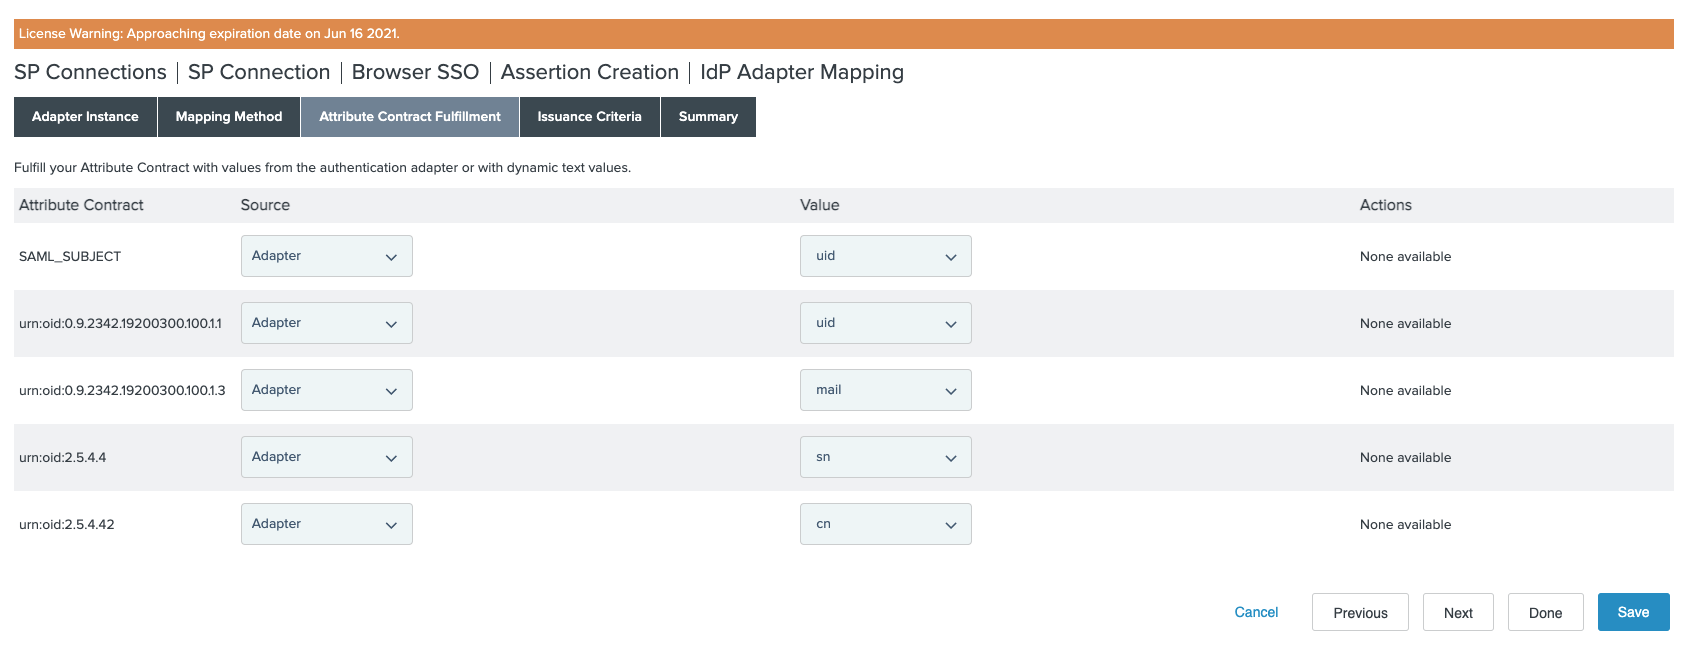 License Warning: Approaching expiration date on Jun 16 2021.
SP Connections | SP Connection | Browser SSO | Assertion Creation | IdP Adapter Mapping
Adapter Instance Mapping Method Attribute Contract Fulfillment Issuance Criteria Summary
Fulfill your Attribute Contract with values from the authentication adapter or with dynamic text values.
Attribute Contract Source Value Actions
SAML_SUBJECT Adapter uid None available
urn:oid:0.9.2342.19200300.100.1.1 Adapter uid None available
urn:oid:0.9.2342.19200300.100.1.3 Adapter mail None available
urn:oid:2.5.4.4 Adapter sn None available
urn:oid:2.5.4.42 Adapter cn None available
Cancel Previous Next Done Save